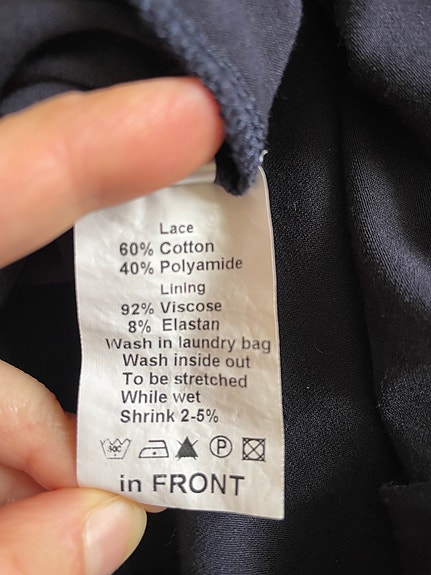 Lace
60% Cotton
40% Polyamide
Lining
92% Viscose
8% Elastan
Wash in laundry bag
Wash inside out
To be stretched
While wet
Shrink 2-5%
P
in FRONT